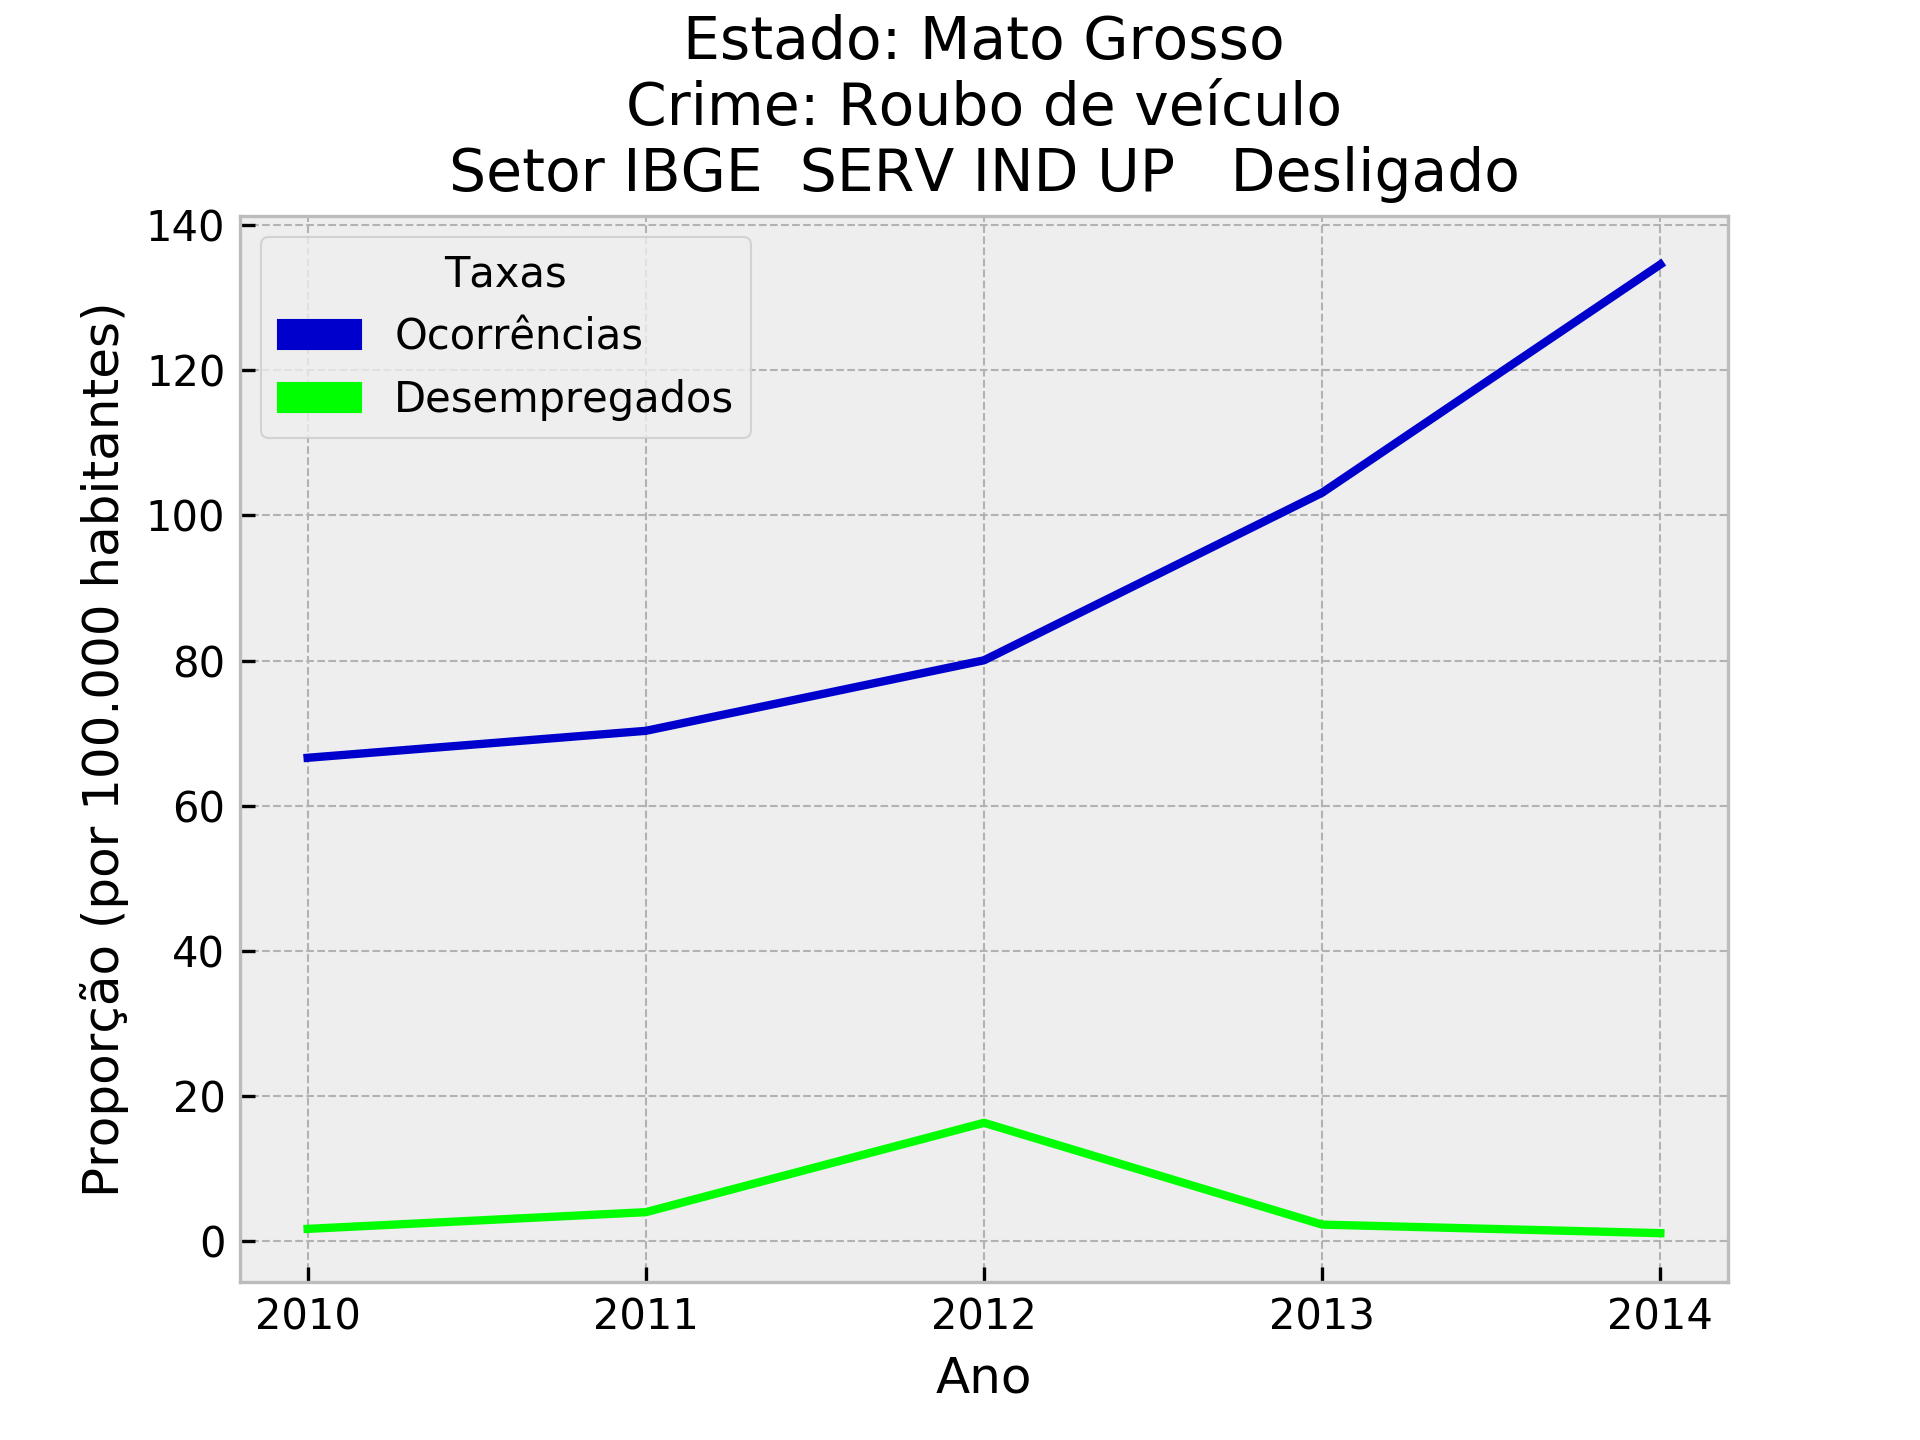 Estado: Mato Grosso
Crime: Roubo de veículo
Setor IBGE  SERV IND UP   Desligado
Proporção (por 100.000 habitantes)
140
120
100
80
60
40
20
0
Taxas
Ocorrências
Desempregados
2010 2011 2012 2013 2014
Ano